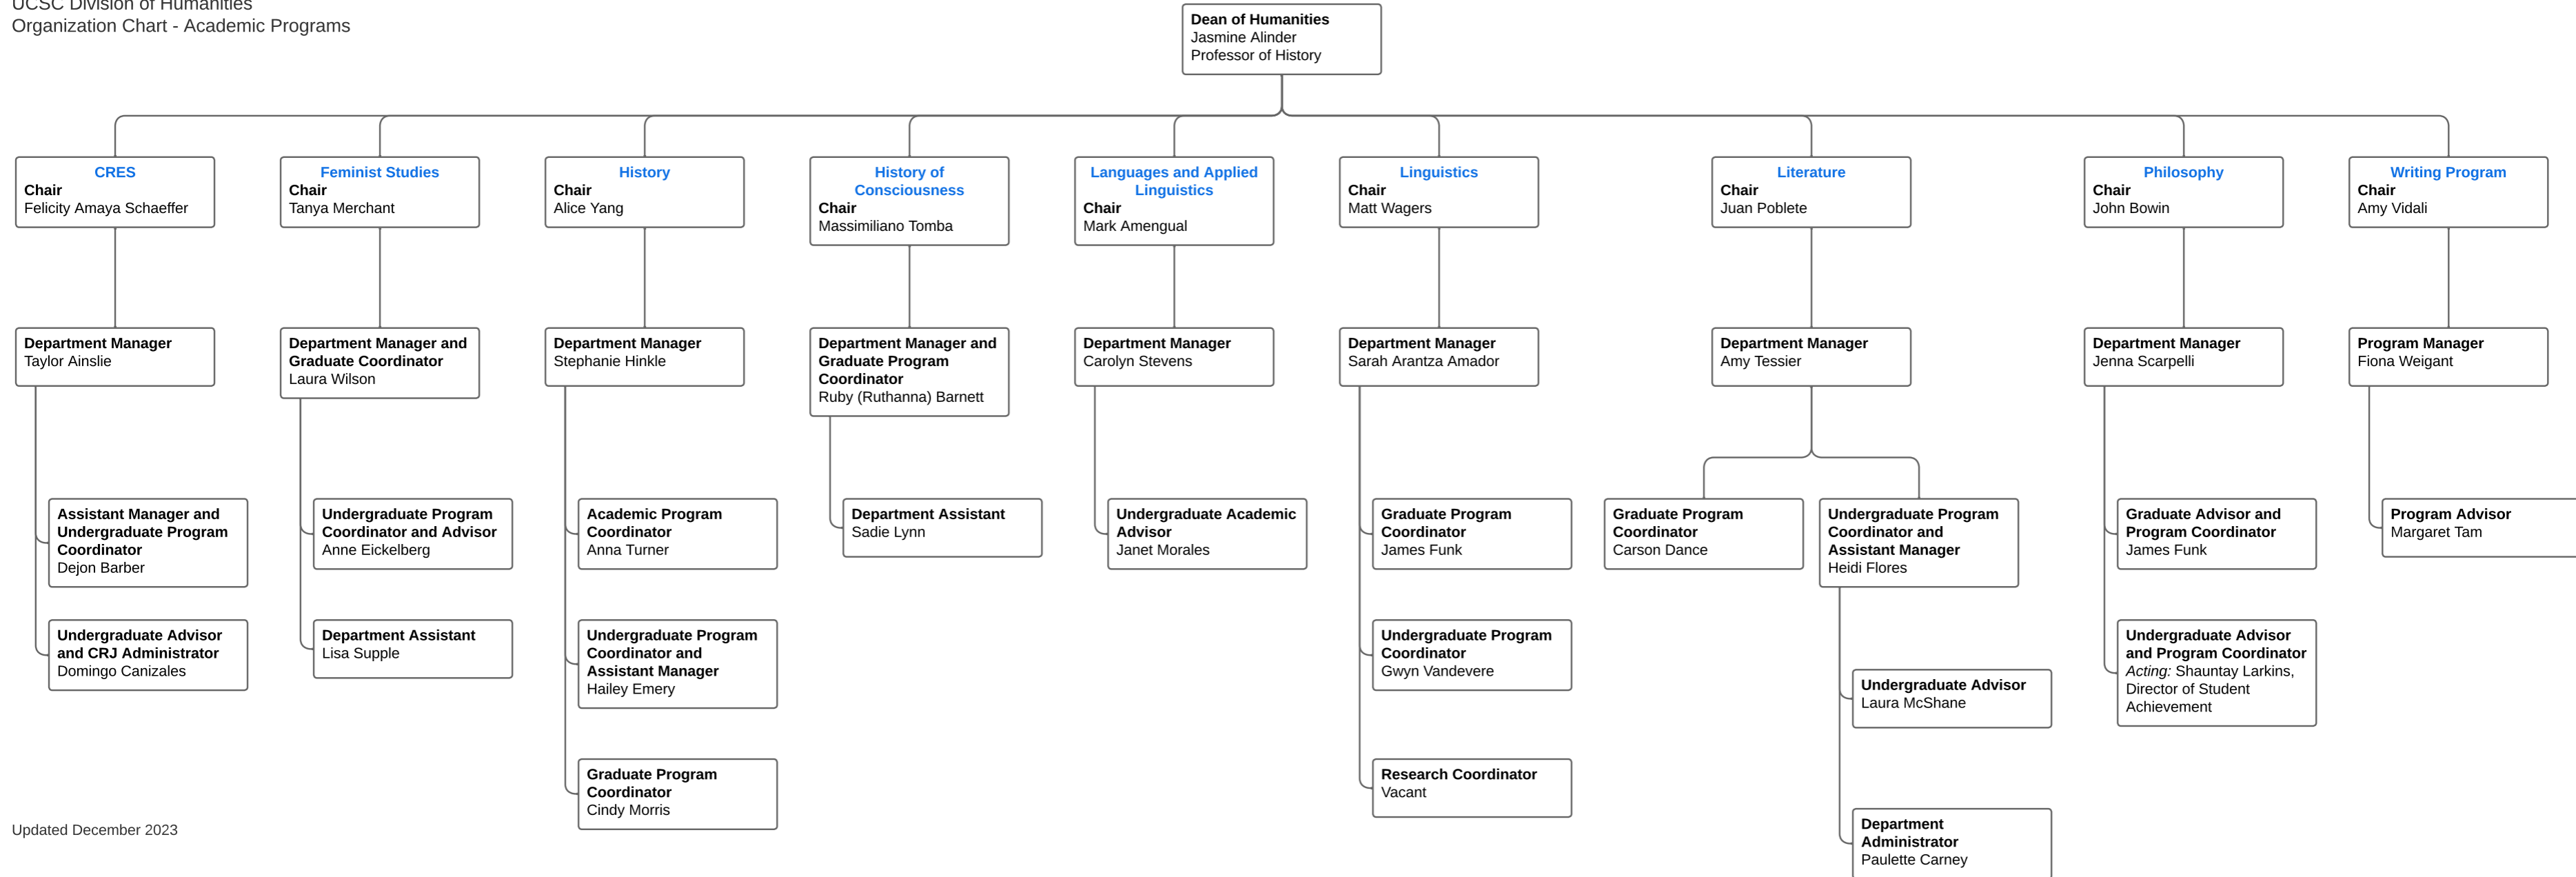 UCSC Division of Humanities
Organization Chart - Academic Programs
Dean of Humanities
Jasmine Alinder
Professor of History
CRES
Chair
Felicity Amaya Schaeffer
Feminist Studies
Chair
Tanya Merchant
History
Chair
Alice Yang
History of
Consciousness
Chair
Massimiliano Tomba
Languages and Applied
Linguistics
Chair
Mark Amengual
Linguistics
Chair
Matt Wagers
Literature
Chair
Juan Poblete
Philosophy
Chair
John Bowin
Writing Program
Chair
Amy Vidali
Department Manager
Taylor Ainslie
Department Manager and
Graduate Coordinator
Laura Wilson
Department Manager
Stephanie Hinkle
Department Manager and
Graduate Program
Coordinator
Ruby (Ruthanna) Barnett
Department Manager
Carolyn Stevens
Department Manager
Sarah Arantza Amador
Department Manager
Amy Tessier
Department Manager
Jenna Scarpelli
Program Manager
Fiona Weigant
Assistant Manager and
Undergraduate Program
Coordinator
Dejon Barber
Undergraduate Program
Coordinator and Advisor
Anne Eickelberg
Academic Program
Coordinator
Anna Turner
Department Assistant
Sadie Lynn
Undergraduate Academic
Advisor
Janet Morales
Graduate Program
Coordinator
James Funk
Graduate Program
Coordinator
Carson Dance
Undergraduate Program
Coordinator and
Assistant Manager
Heidi Flores
Graduate Advisor and
Program Coordinator
James Funk
Program Advisor
Margaret Tam
Undergraduate Advisor
and CRJ Administrator
Domingo Canizales
Department Assistant
Lisa Supple
Undergraduate Program
Coordinator and
Assistant Manager
Hailey Emery
Undergraduate Program
Coordinator
Gwyn Vandevere
Undergraduate Advisor
Laura McShane
Undergraduate Advisor
and Program Coordinator
Acting: Shauntay Larkins,
Director of Student
Achievement
Graduate Program
Coordinator
Cindy Morris
Research Coordinator
Vacant
Department
Administrator
Paulette Carney
Updated December 2023